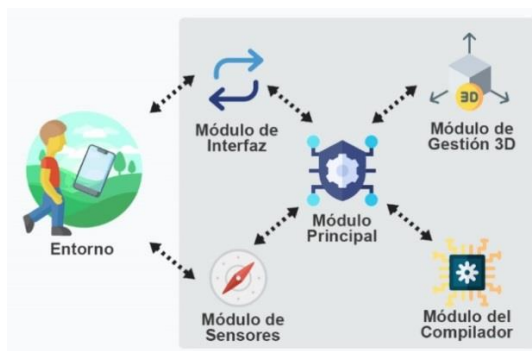 Módulo de
Interfaz
3D
Módulo de
Gestión 3D
Entorno
Módulo
Principal
Módulo de
Sensores
Módulo del
Compilador